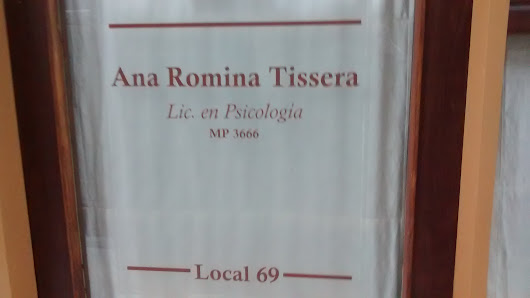 Ana Romina Tissera
Lic. en Psicología
MP 3666
Local 69